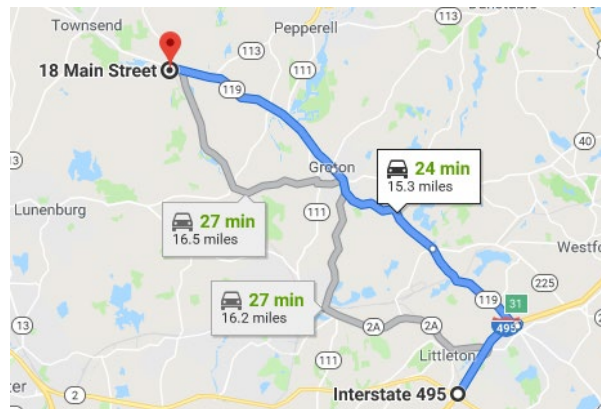 Townsend
Pepperell
113
113
18 Main Street
111
119
13
40
Groton
24 min
15.3 miles
Lunenburg
27 min
16.5 miles
111
Westfo
225
27 min
16.2 miles
119
31
495
13
2A
2A
Littleton
111
2
Interstate 495